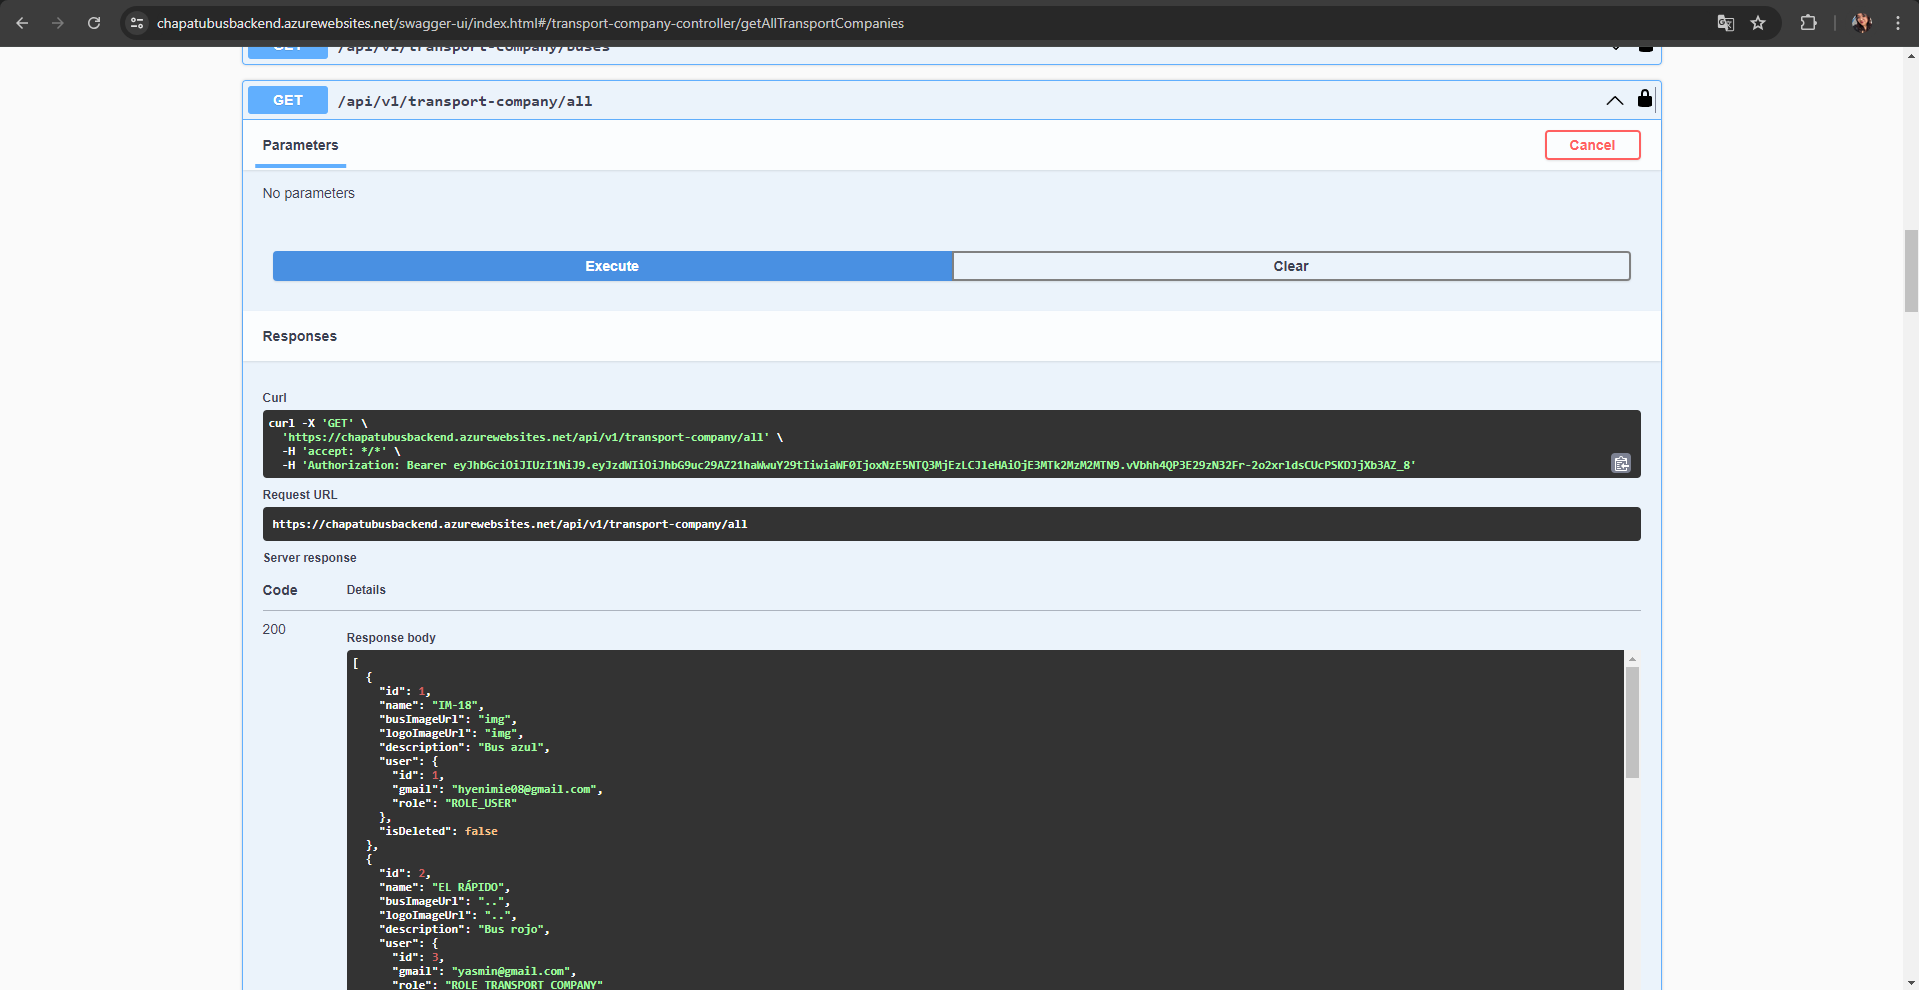 chapatubusbackend.azurewebsites.net/swagger-ui/index.html#/transport-company-controller/getAllTransportCompanies
GET /api/v1/transport-company/buses
GET /api/v1/transport-company/all
Parameters Cancel
No parameters
Execute Clear
Responses
Curl
curl -X 'GET' \
'https://chapatubusbackend.azurewebsites.net/api/v1/transport-company/all' \
-H 'accept: */*' \
-H 'Authorization: Bearer eyJhbGciOiJIUzI1NiJ9.eyJzdWIiOiJhbG9uc29AZ21haWwuY29tIiwiaWF0IjoxNzE5NTQ3MjEzLCJleHAiOjE3MTk2MzM2MTN9.vVbhh4QP3E29zN32Fr-2o2xrldsCUcPSKDJjXb3AZ_8'
Request URL
https://chapatubusbackend.azurewebsites.net/api/v1/transport-company/all
Server response
Code Details
200
Response body
[
{
"id": 1,
"name": "IM-18",
"busImageUrl": "img",
"logoImageUrl": "img",
"description": "Bus azul",
"user": {
"id": 1,
"gmail": "hyenimie08@gmail.com",
"role": "ROLE_USER"
},
"isDeleted": false
},
{
"id": 2,
"name": "EL RÁPIDO",
"busImageUrl": "..",
"logoImageUrl": "..",
"description": "Bus rojo",
"user": {
"id": 3,
"gmail": "yasmin@gmail.com",
"role": "ROLE_TRANSPORT_COMPANY"